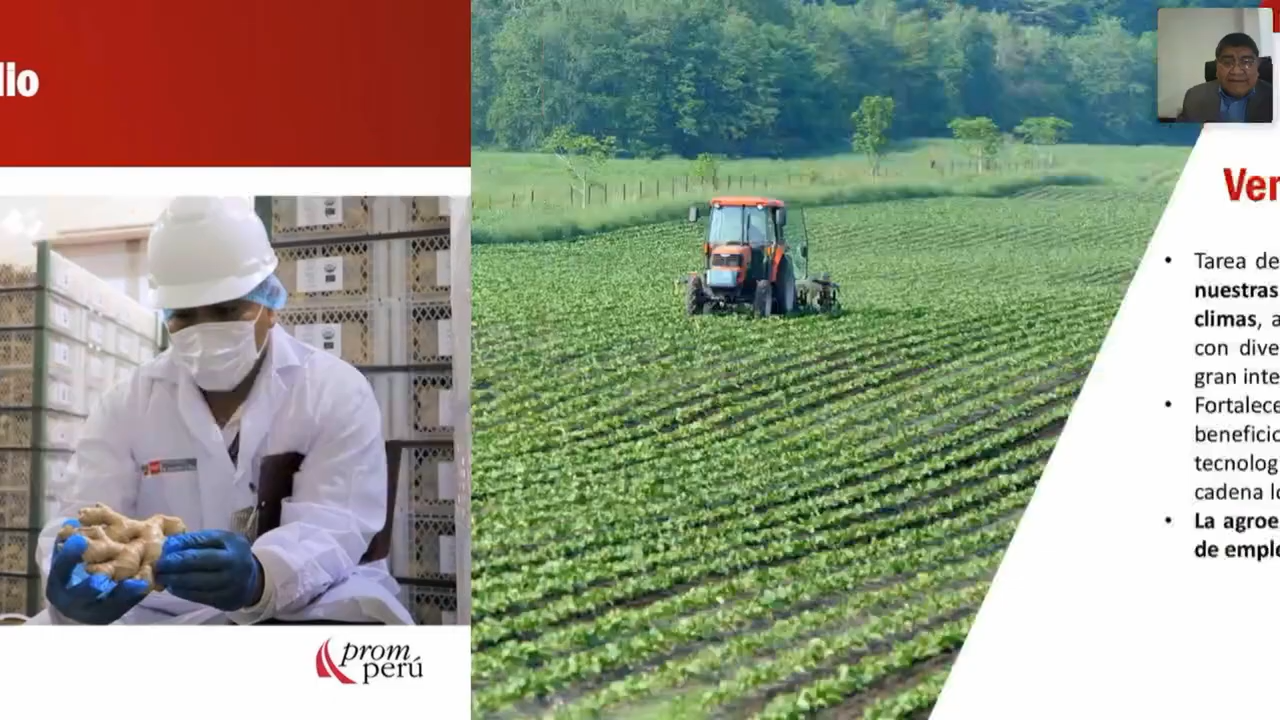 llo
prom
perú
Ver
• Tarea de
nuestras
climas, a
con dive
gran inte
• Fortalece
beneficio
tecnolog
cadena lo
• La agroe
de emple